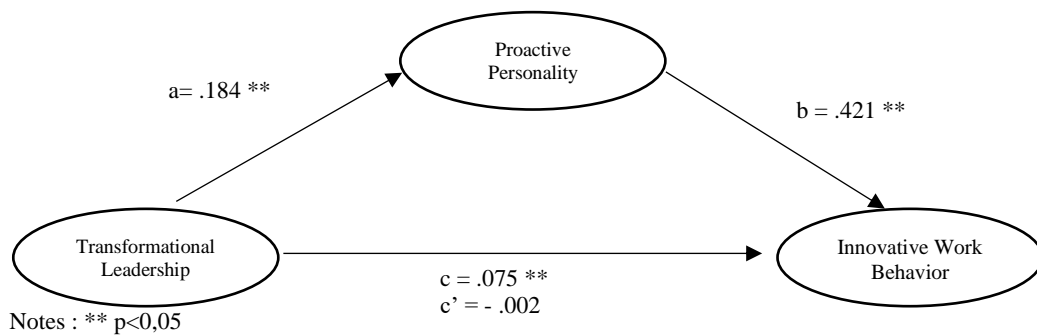 Proactive
Personality
a= .184 **
b = .421 **
Transformational
Leadership
c = .075 **
c’ = - .002
Innovative Work
Behavior
Notes : ** p<0,05